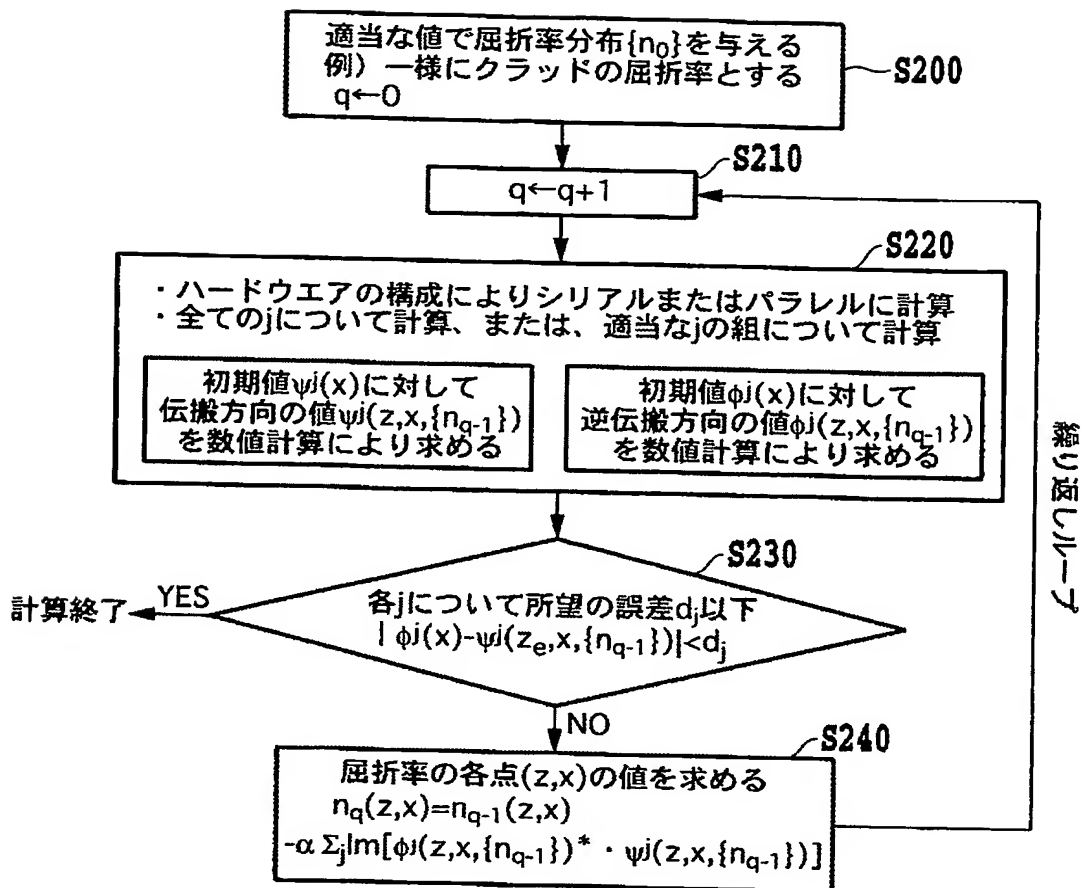 適当な値で屈折率分布{n₀}を与える
例）一様にクラッドの屈折率とする
q←0
S200
S210
q←q+1
S220
・ハードウエアの構成によりシリアルまたはパラレルに計算
・全てのjについて計算、または、適当なjの組について計算
初期値ψj(x)に対して
伝搬方向の値ψj(z,x,{nq-1})
を数値計算により求める
初期値φj(x)に対して
逆伝搬方向の値φj(z,x,{nq-1})
を数値計算により求める
繰り返しループ
S230
計算終了
YES
各jについて所望の誤差dj以下
| φj(x)-ψj(ze,x,{nq-1})|<dj
NO
S240
屈折率の各点(z,x)の値を求める
nq(z,x)=nq-1(z,x)
-αΣjIm[φj(z,x,{nq-1})*・ψj(z,x,{nq-1})]